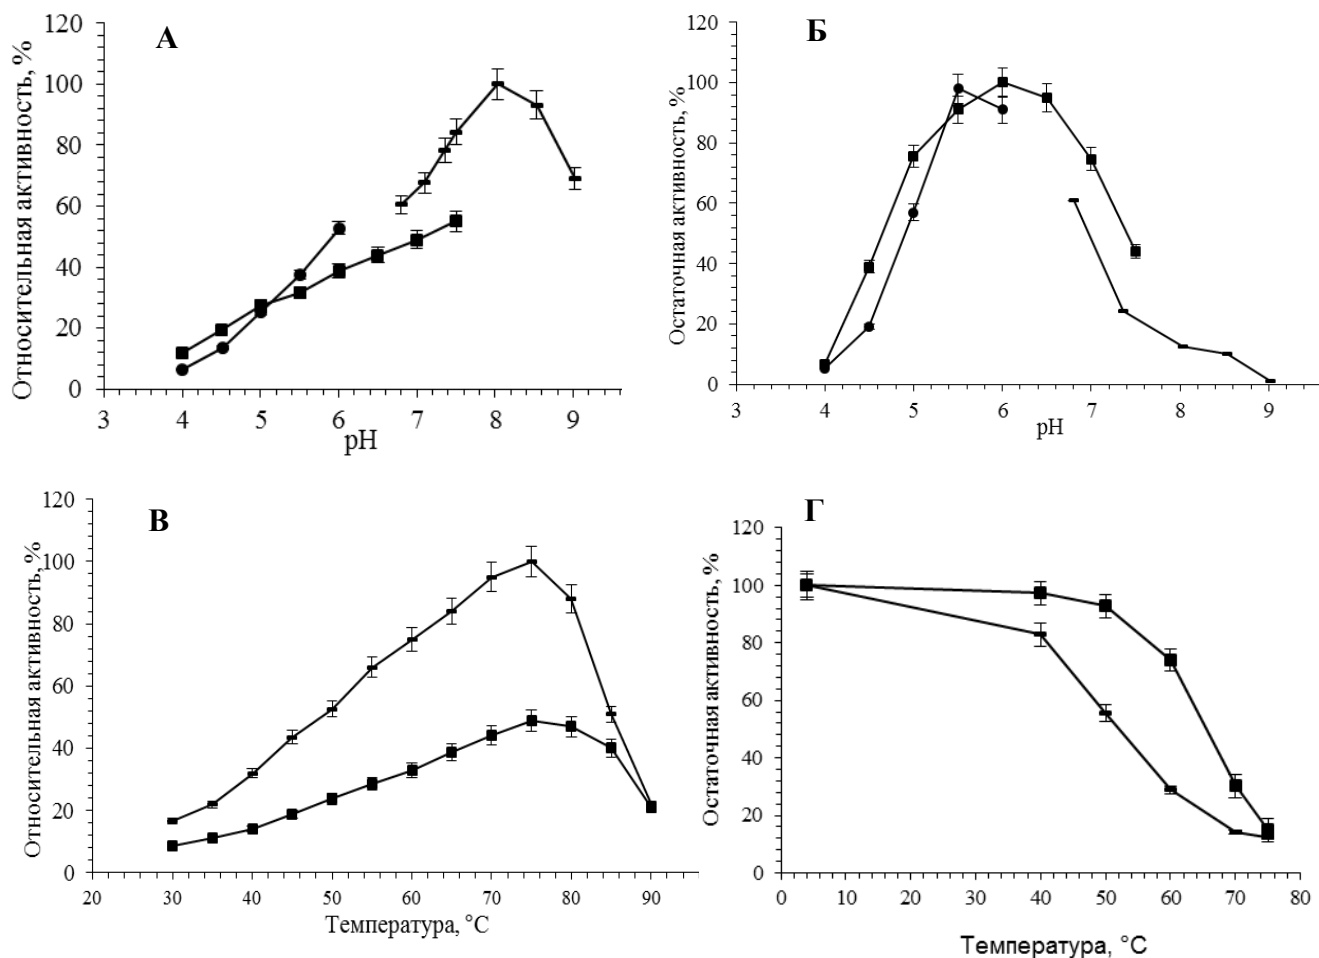 А
Относительная активность, %
120
100
80
60
40
20
0
3 4 5 6 7 8 9
pH
Б
Остаточная активность, %
120
100
80
60
40
20
0
3 4 5 6 7 8 9
pH
В
Относительная активность, %
120
100
80
60
40
20
0
20 30 40 50 60 70 80 90
Температура, °C
Г
Остаточная активность, %
120
100
80
60
40
20
0
0 10 20 30 40 50 60 70 80
Температура, °C